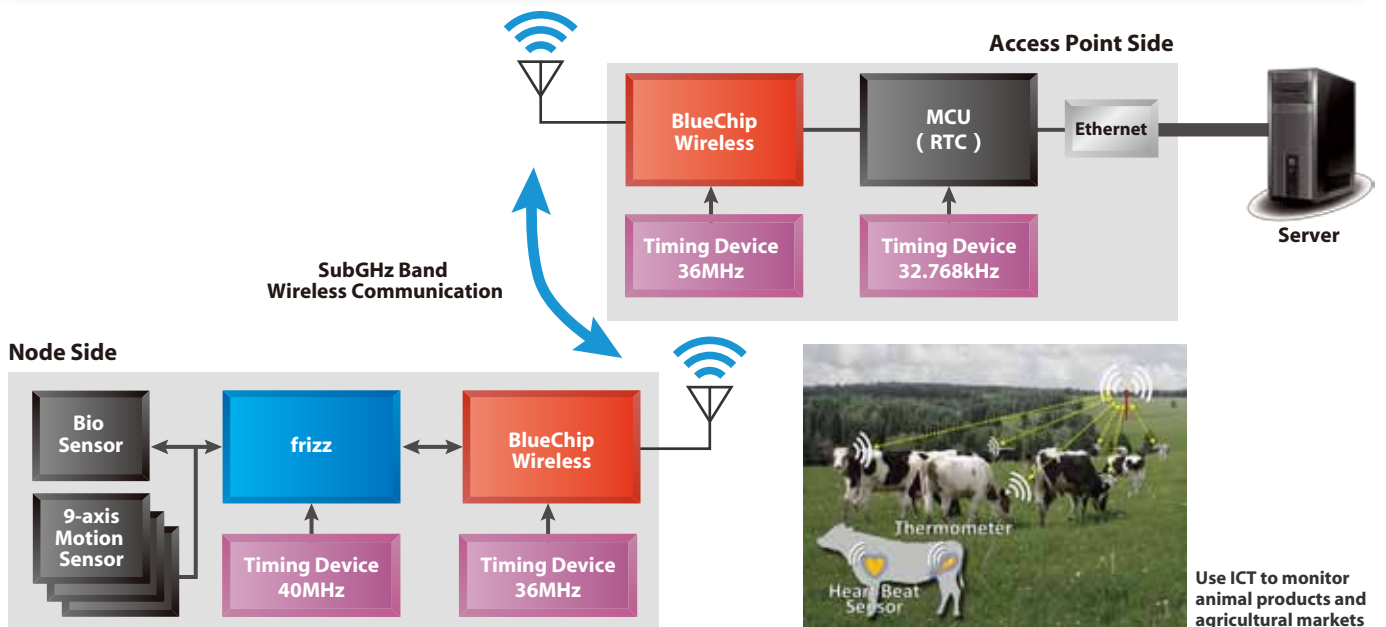 Access Point Side
BlueChip
Wireless
MCU
( RTC )
Ethernet
Timing Device
36MHz
Timing Device
32.768kHz
Server
SubGHz Band
Wireless Communication
Node Side
Bio
Sensor
frizz
BlueChip
Wireless
9-axis
Motion
Sensor
Timing Device
40MHz
Timing Device
36MHz
Thermometer
Heart Beat
Sensor
Use ICT to monitor
animal products and
agricultural markets